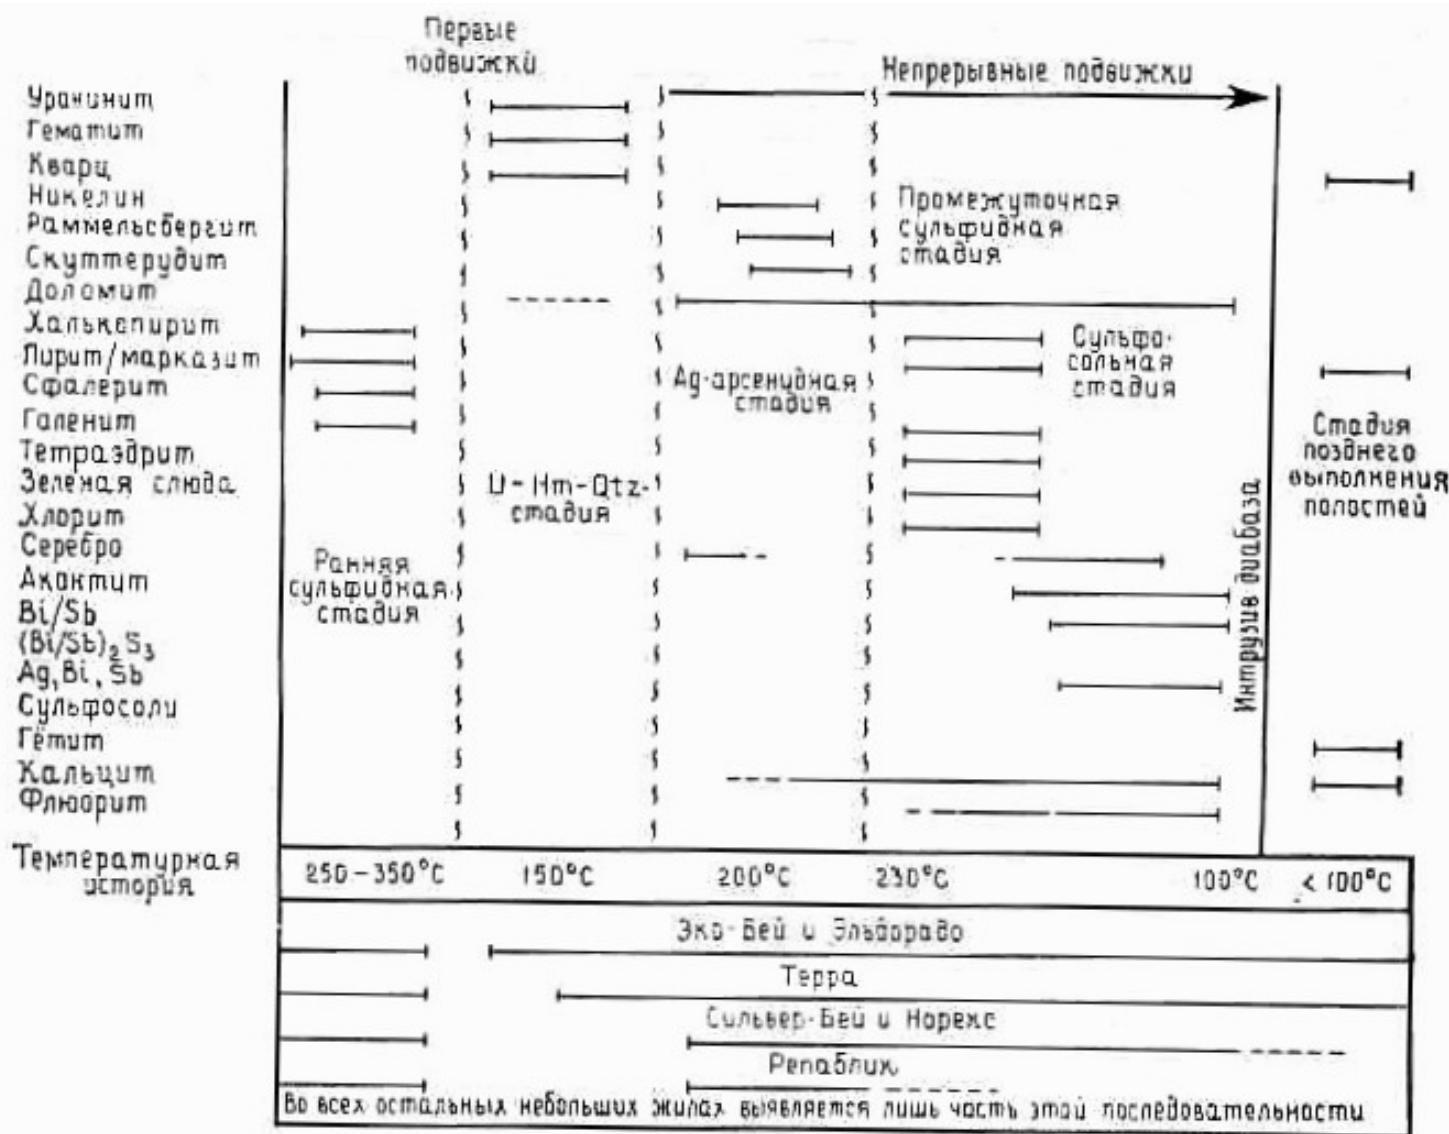 Первые
подвижки
Непрерывные подвижки
Уранинит
Гематит
Кварц
Никелин
Раммельсбергит
Скуттерудит
Доломит
Халькопирит
Пирит/марказит
Сфалерит
Галенит
Тетраэдрит
Зеленая слюда
Хлорит
Серебро
Акантит
Bi/Sb
(Bi/Sb)₂S₃
Ag, Bi, Sb
Сульфосоли
Гётит
Кальцит
Флюорит
Промежуточная
сульфидная
стадия
Сульфо-
сольная
стадия
Ag-арсенидная
стадия
U-Hm-Qtz-
стадия
Ранняя
сульфидная
стадия
Интрузив диабаза
Стадия
позднего
выполнения
полостей
Температурная
история
250-350°C 150°C 200°C 230°C 100°C < 100°C
Эко-Бей и Эльдорадо
Терра
Сильвер-Бей и Норекс
Репаблик
Во всех остальных небольших жилах выявляется лишь часть этой последовательности